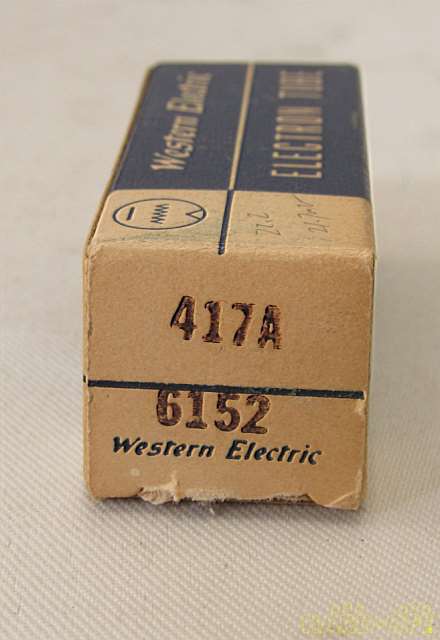 Western Electric
ELECTRON TUBE
417A
6152
Western Electric